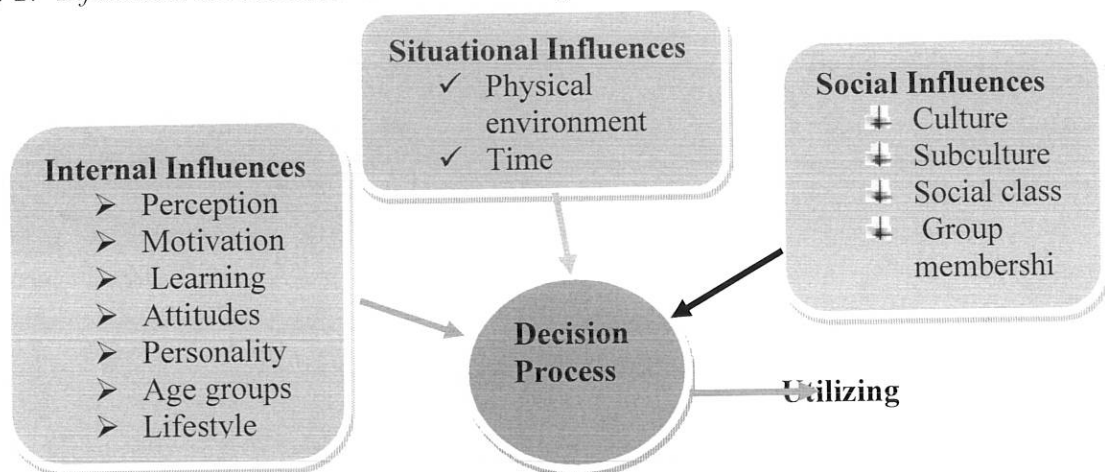 Situational Influences
✓ Physical
environment
✓ Time
Social Influences
Culture
Subculture
Social class
Group
membershi
Internal Influences
➢ Perception
➢ Motivation
➢ Learning
➢ Attitudes
➢ Personality
➢ Age groups
➢ Lifestyle
Decision
Process
Utilizing